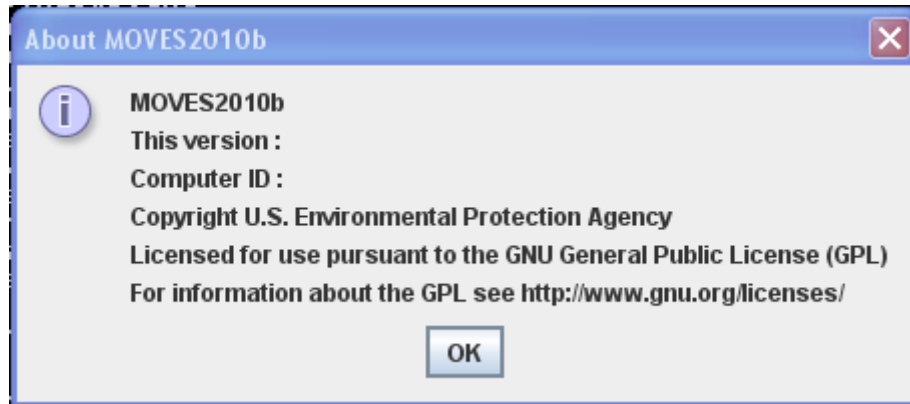 About MOVES2010b
MOVES2010b
This version :
Computer ID :
Copyright U.S. Environmental Protection Agency
Licensed for use pursuant to the GNU General Public License (GPL)
For information about the GPL see http://www.gnu.org/licenses/
OK